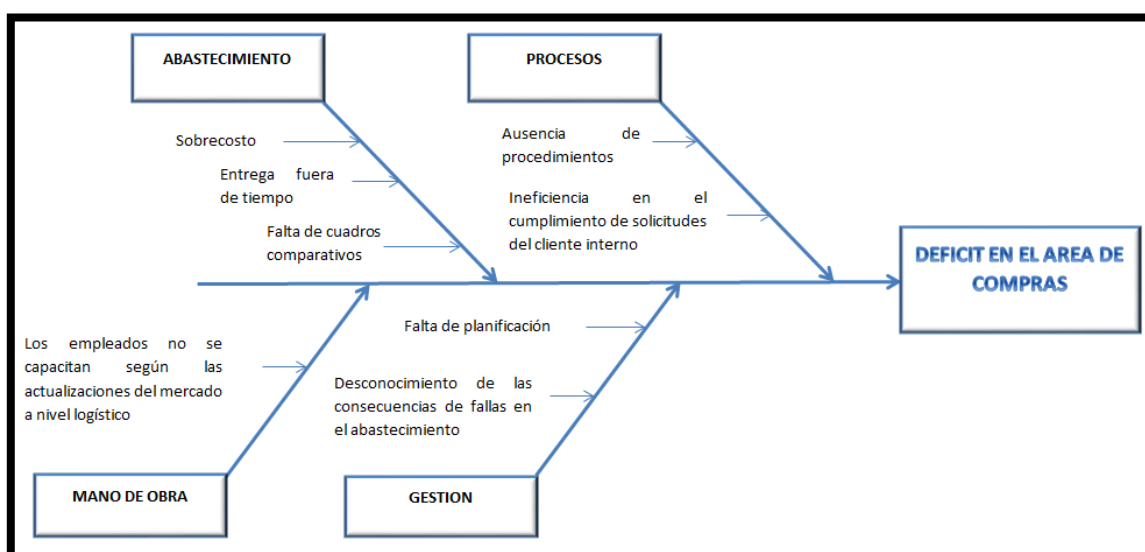 ABASTECIMIENTO
PROCESOS
Sobrecosto
Entrega fuera
de tiempo
Falta de cuadros
comparativos
Ausencia de
procedimientos
Ineficiencia en el
cumplimiento de solicitudes
del cliente interno
DEFICIT EN EL AREA DE
COMPRAS
Los empleados no se
capacitan según las
actualizaciones del mercado
a nivel logístico
Falta de planificación
Desconocimiento de las
consecuencias de fallas en
el abastecimiento
MANO DE OBRA
GESTION